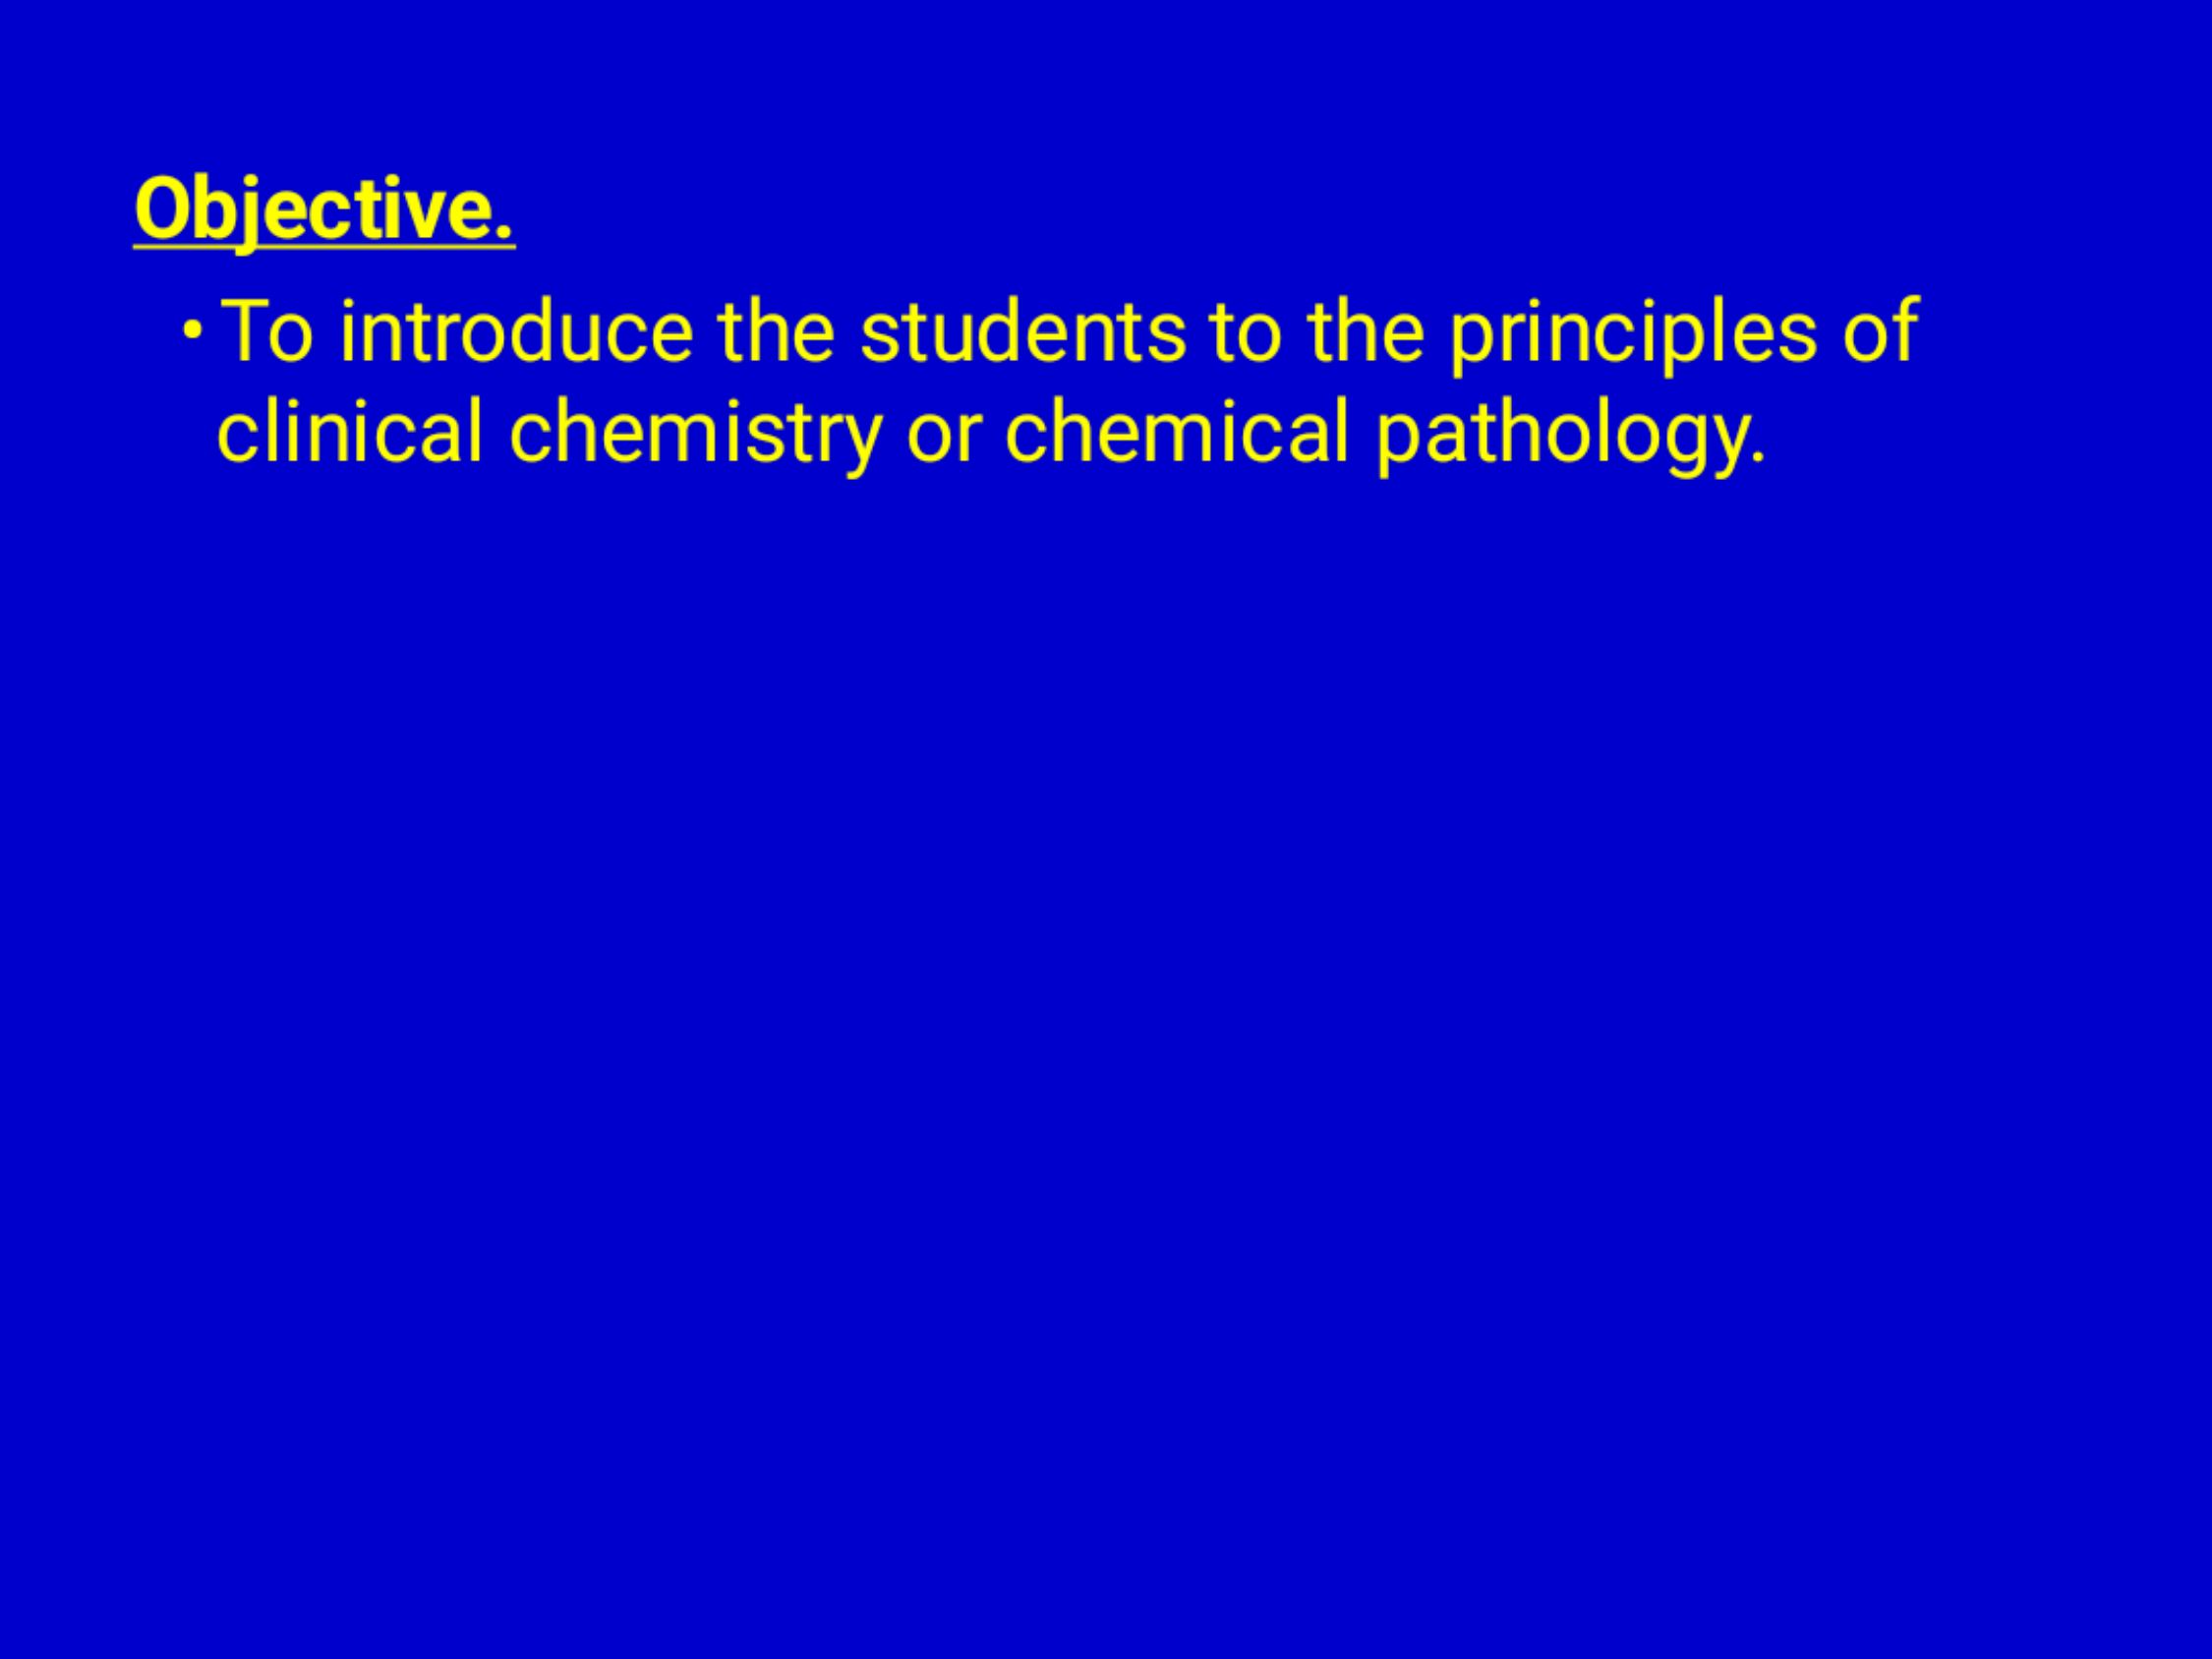 Objective.
• To introduce the students to the principles of
clinical chemistry or chemical pathology.